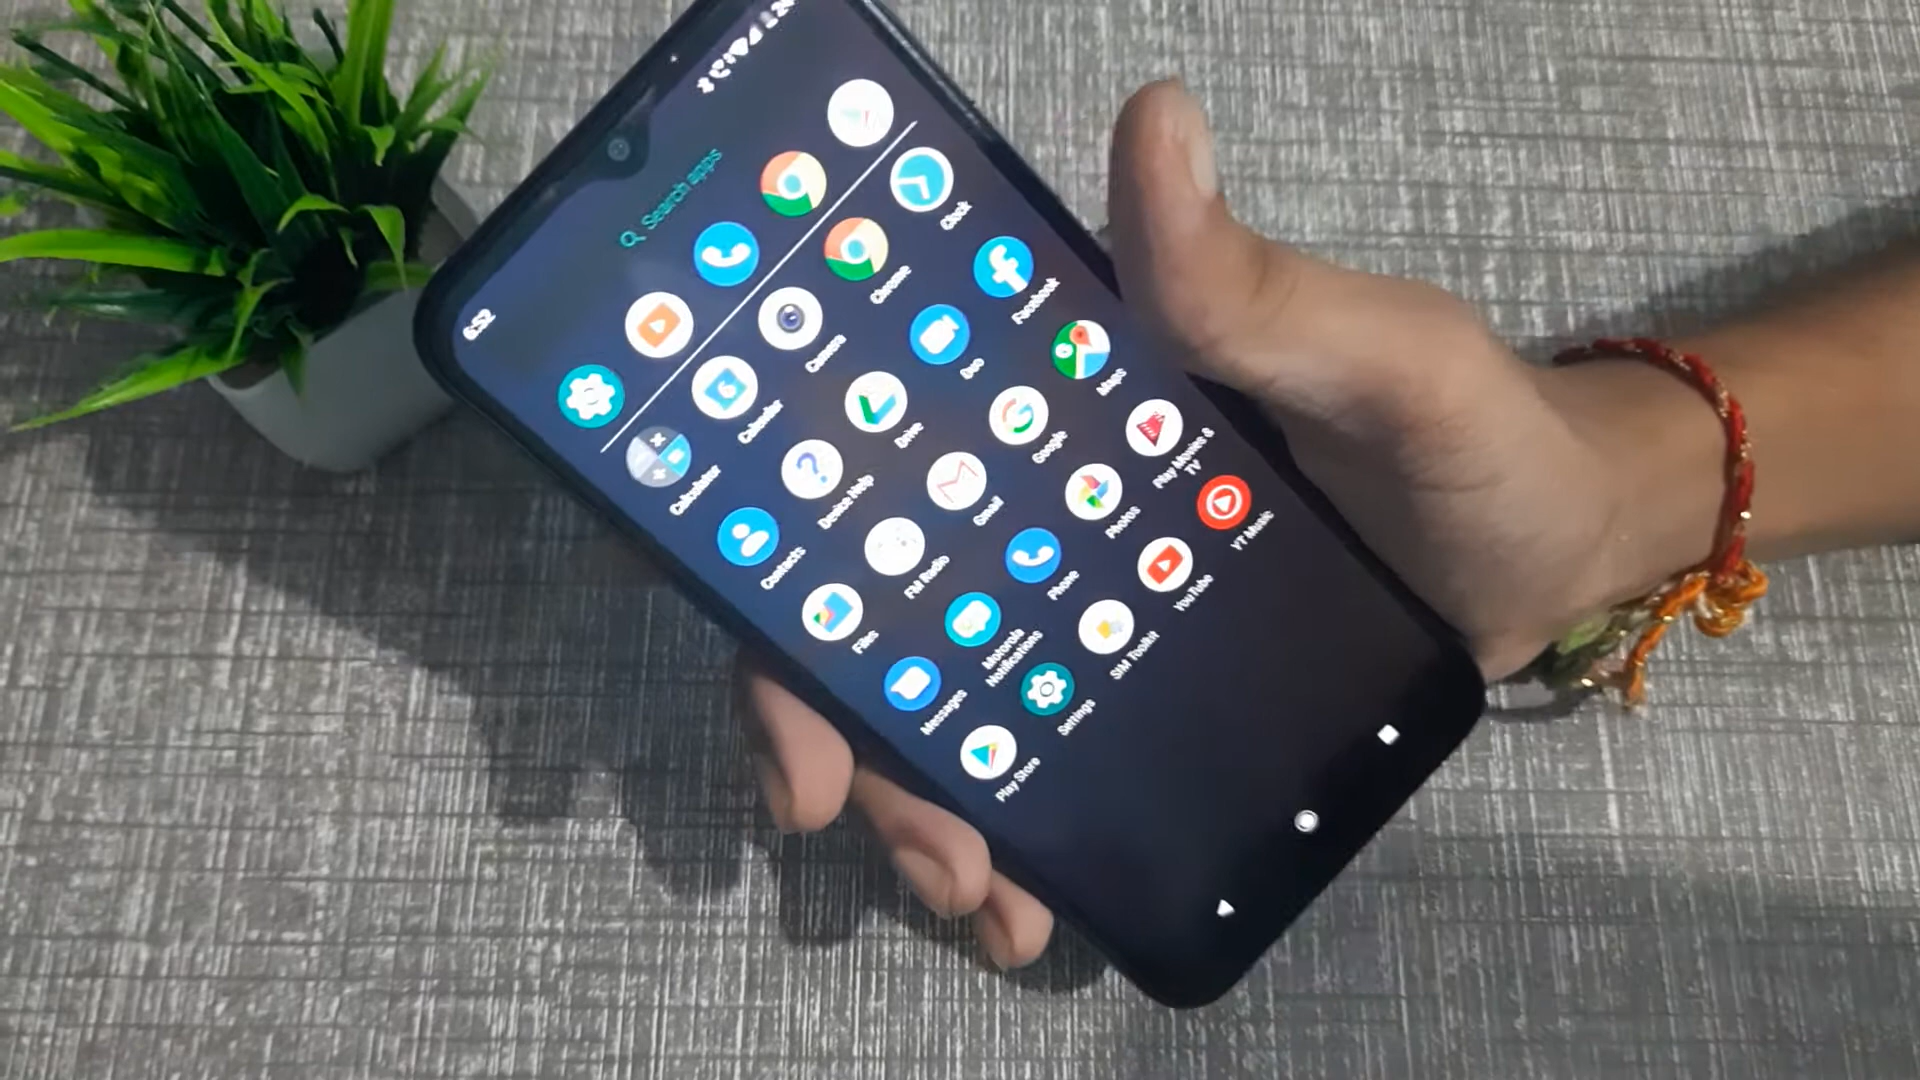 6:52
Search apps
Calculator
Calendar
Camera
Chrome
Clock
Contacts
Device Help
Drive
Duo
Facebook
Files
FM Radio
Gmail
Google
Maps
Messages
Motorola
Notifications
Phone
Photos
Play Movies &
TV
Play Store
Settings
SIM Toolkit
YouTube
YT Music